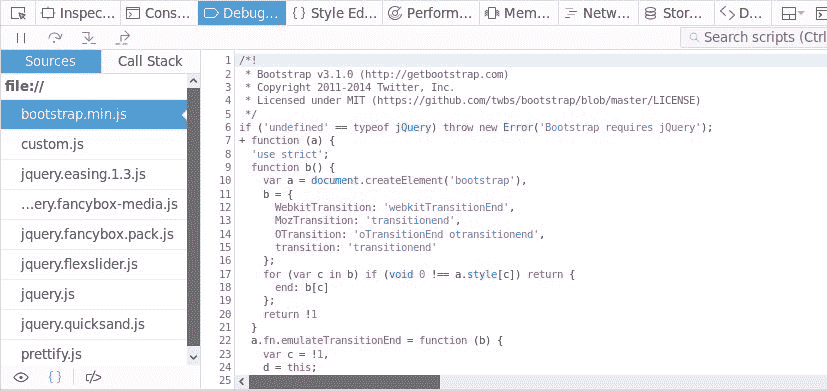 Inspec...
Cons...
Debug...
Style Ed...
Perform...
Mem...
Netw...
Stor...
D...
Search scripts (Ctrl
Sources
Call Stack
file://
bootstrap.min.js
custom.js
jquery.easing.1.3.js
...ery.fancybox-media.js
jquery.fancybox.pack.js
jquery.flexslider.js
jquery.js
jquery.quicksand.js
prettify.js
{}
1 /*!
2 * Bootstrap v3.1.0 (http://getbootstrap.com)
3 * Copyright 2011-2014 Twitter, Inc.
4 * Licensed under MIT (https://github.com/twbs/bootstrap/blob/master/LICENSE)
5 */
6 if ('undefined' == typeof jQuery) throw new Error('Bootstrap requires jQuery');
7 + function (a) {
8 'use strict';
9 function b() {
10 var a = document.createElement('bootstrap'),
11 b = {
12 WebkitTransition: 'webkitTransitionEnd',
13 MozTransition: 'transitionend',
14 OTransition: 'oTransitionEnd otransitionend',
15 transition: 'transitionend'
16 };
17 for (var c in b) if (void 0 !== a.style[c]) return {
18 end: b[c]
19 };
20 return !1
21 }
22 a.fn.emulateTransitionEnd = function (b) {
23 var c = !1,
24 d = this;
25